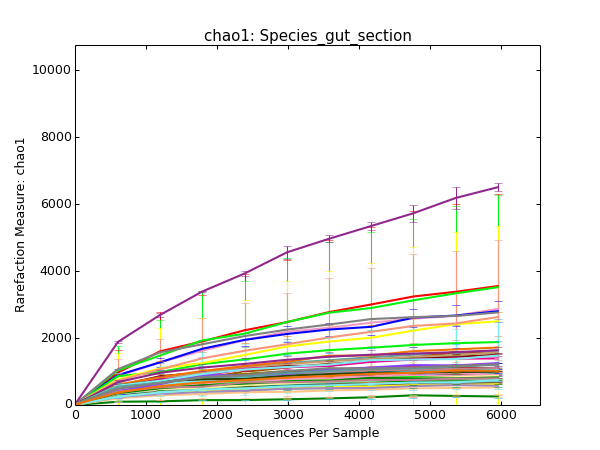 chao1: Species_gut_section
Rarefaction Measure: chao1
10000
8000
6000
4000
2000
0
0 1000 2000 3000 4000 5000 6000
Sequences Per Sample